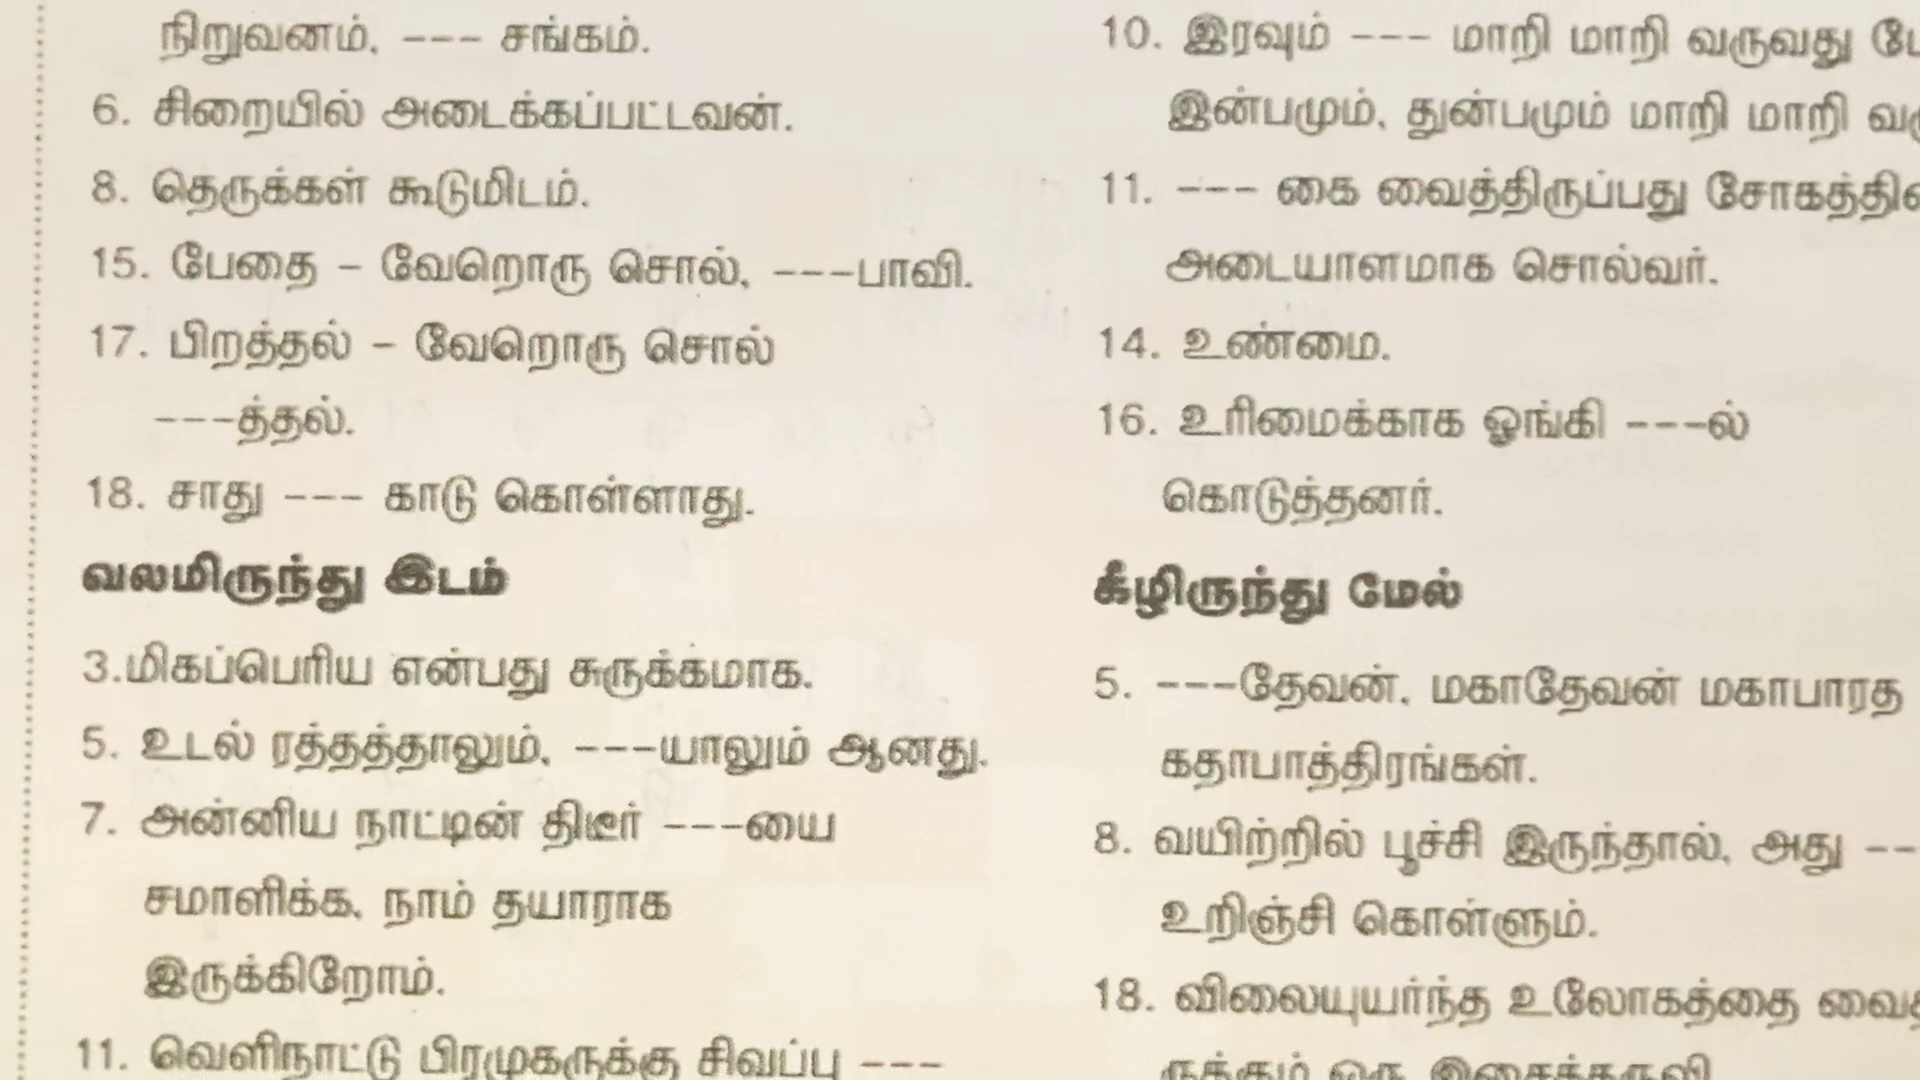 நிறுவனம், --- சங்கம்.
6. சிறையில் அடைக்கப்பட்டவன்.
8. தெருக்கள் கூடுமிடம்.
15. பேதை – வேறொரு சொல், ---பாவி.
17. பிறத்தல் – வேறொரு சொல்
---த்தல்.
18. சாது --- காடு கொள்ளாது.
வலமிருந்து இடம்
3.மிகப்பெரிய என்பது சுருக்கமாக.
5. உடல் ரத்தத்தாலும், ---யாலும் ஆனது.
7. அன்னிய நாட்டின் திடீர் ---யை
சமாளிக்க, நாம் தயாராக
இருக்கிறோம்.
11. வெளிநாட்டு பிரமுகருக்கு சிவப்பு ---
10. இரவும் --- மாறி மாறி வருவது
இன்பமும், துன்பமும் மாறி மாறி
11. --- கை வைத்திருப்பது
அடையாளமாக சொல்வர்.
14. உண்மை.
16. உரிமைக்காக ஓங்கி ---ல்
கொடுத்தனர்.
கீழிருந்து மேல்
5. ---தேவன், மகாதேவன் மகாபாரத
கதாபாத்திரங்கள்.
8. வயிற்றில் பூச்சி இருந்தால், அது --
உறிஞ்சி கொள்ளும்.
18. விலையுயர்ந்த உலோகத்தை
ஒரு